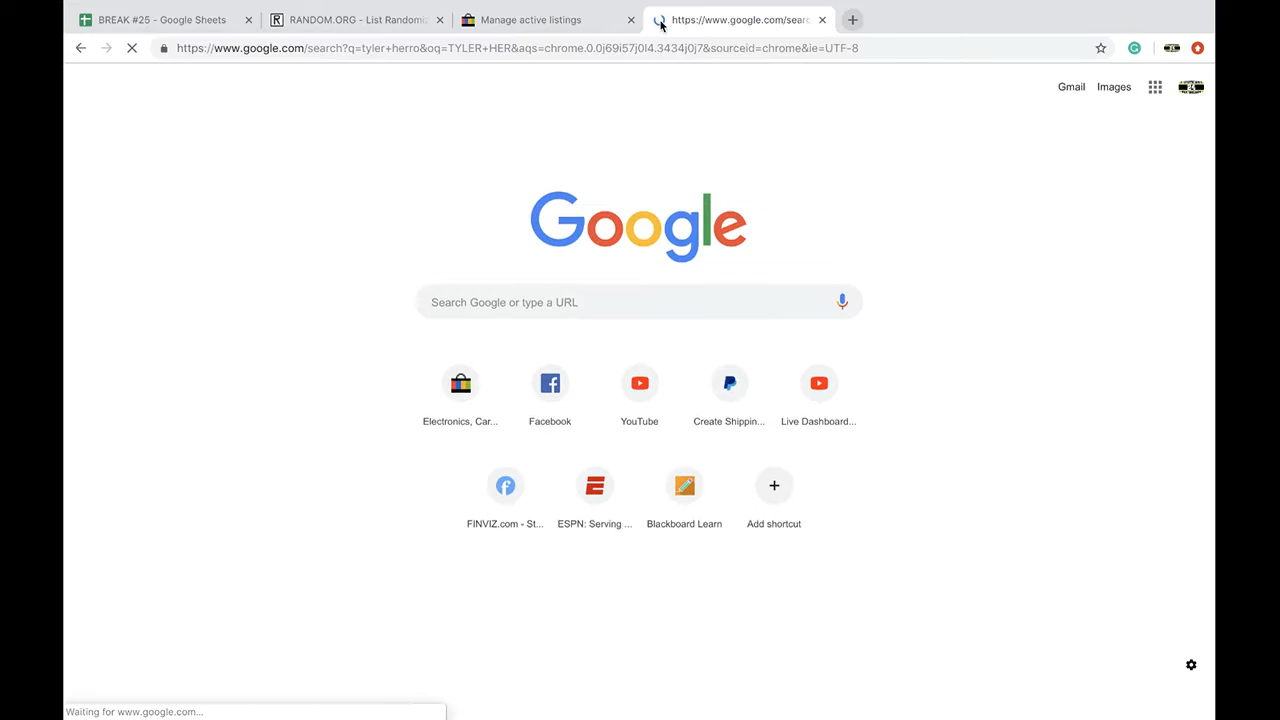 BREAK #25 - Google Sheets
RANDOM.ORG - List Randomiz
Manage active listings
https://www.google.com/searc
https://www.google.com/search?q=tyler+herro&oq=TYLER+HER&aqs=chrome.0.0j69i57j0l4.3434j0j7&sourceid=chrome&ie=UTF-8
Gmail Images
Google
Search Google or type a URL
Electronics, Car...
Facebook
YouTube
Create Shippin...
Live Dashboard...
FINVIZ.com - St...
ESPN: Serving ...
Blackboard Learn
Add shortcut
Waiting for www.google.com...